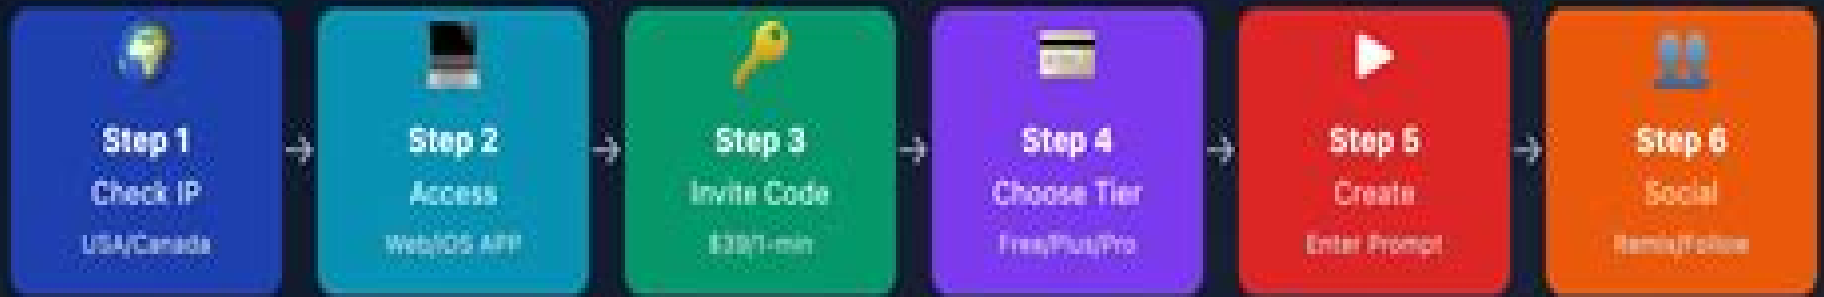 Step 1
Check IP
USA/Canada
→
Step 2
Access
Web/iOS APP
→
Step 3
Invite Code
→
Step 4
Choose Tier
Free/Plus/Pro
→
Step 5
Create
Enter Prompt
→
Step 6
Social
Remix/Follow